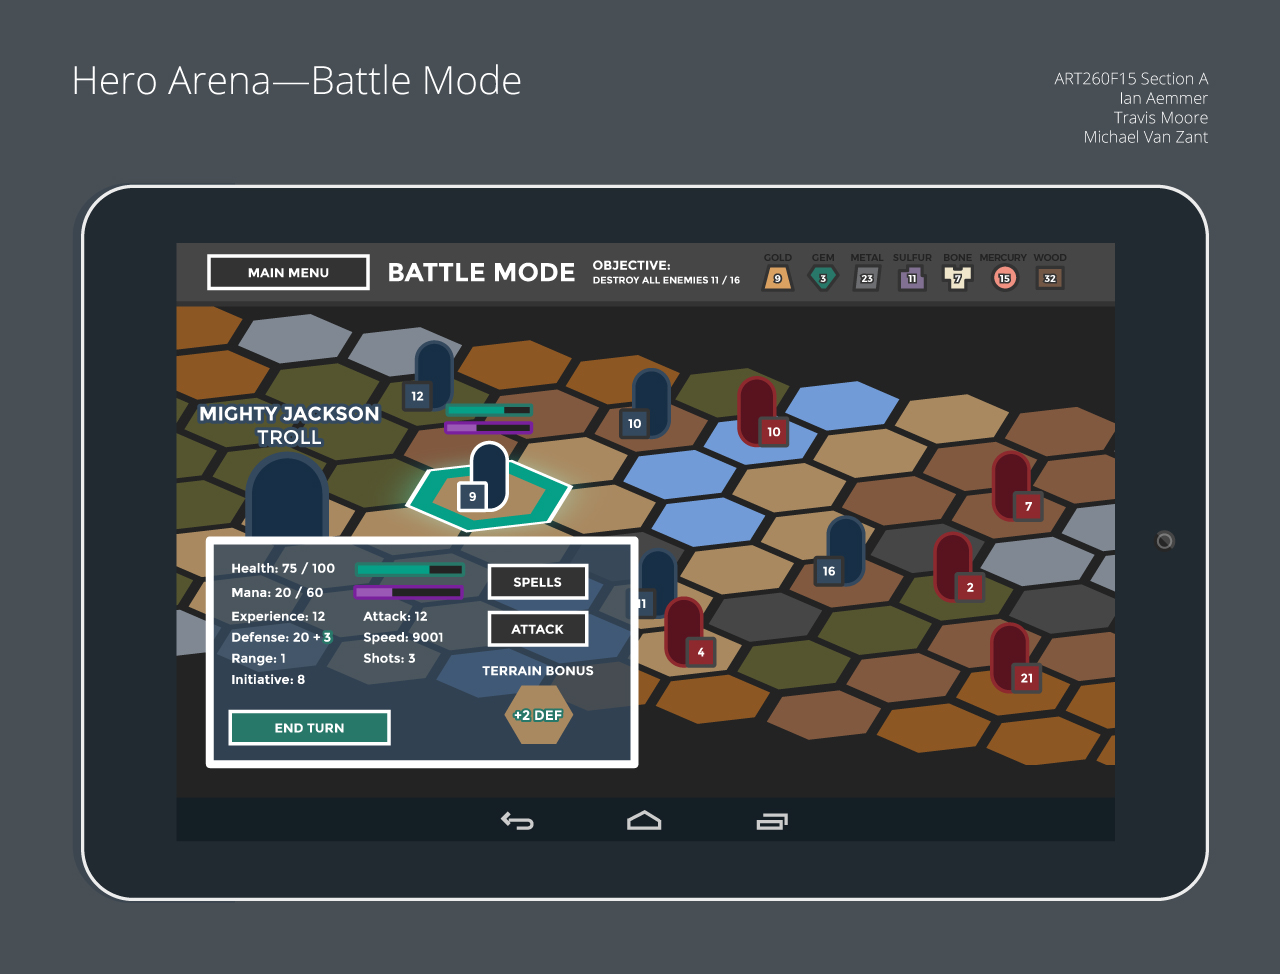 Hero Arena—Battle Mode
ART260F15 Section A
Ian Aemmer
Travis Moore
Michael Van Zant
MAIN MENU
BATTLE MODE
OBJECTIVE:
DESTROY ALL ENEMIES 11 / 16
GOLD GEM METAL SULFUR BONE MERCURY WOOD
9 3 23 11 7 15 32
12
10
10
MIGHTY JACKSON
TROLL
9
7
16
2
11
4
21
Health: 75 / 100
Mana: 20 / 60
Experience: 12 Attack: 12
Defense: 20 + 3 Speed: 9001
Range: 1 Shots: 3
Initiative: 8
SPELLS
ATTACK
TERRAIN BONUS
+2 DEF
END TURN